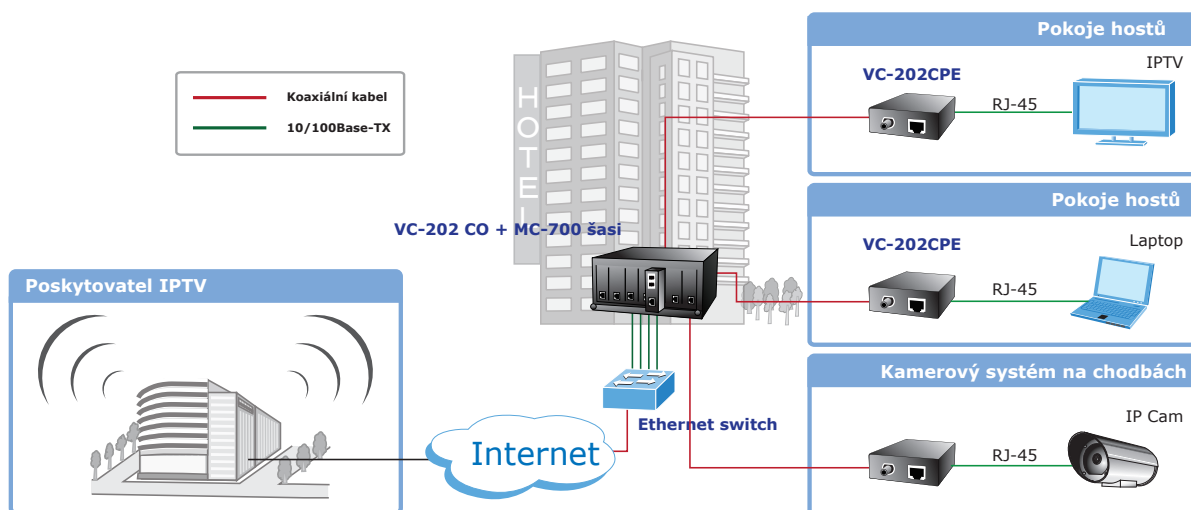 Koaxiální kabel
10/100Base-TX
HOTEL
VC-202 CO + MC-700 šasi
Poskytovatel IPTV
Internet
Ethernet switch
Pokoje hostů
VC-202CPE
IPTV
RJ-45
Pokoje hostů
VC-202CPE
Laptop
RJ-45
Kamerový systém na chodbách
IP Cam
RJ-45